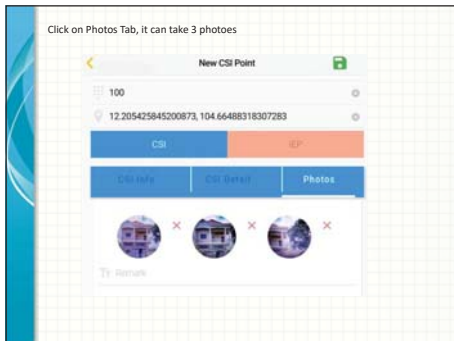 Click on Photos Tab, it can take 3 photoes
New CSI Point
100
12.205425845200873, 104.66488318307283
CSI
IEP
CSI Info
CSI Detail
Photos
Tт Remark